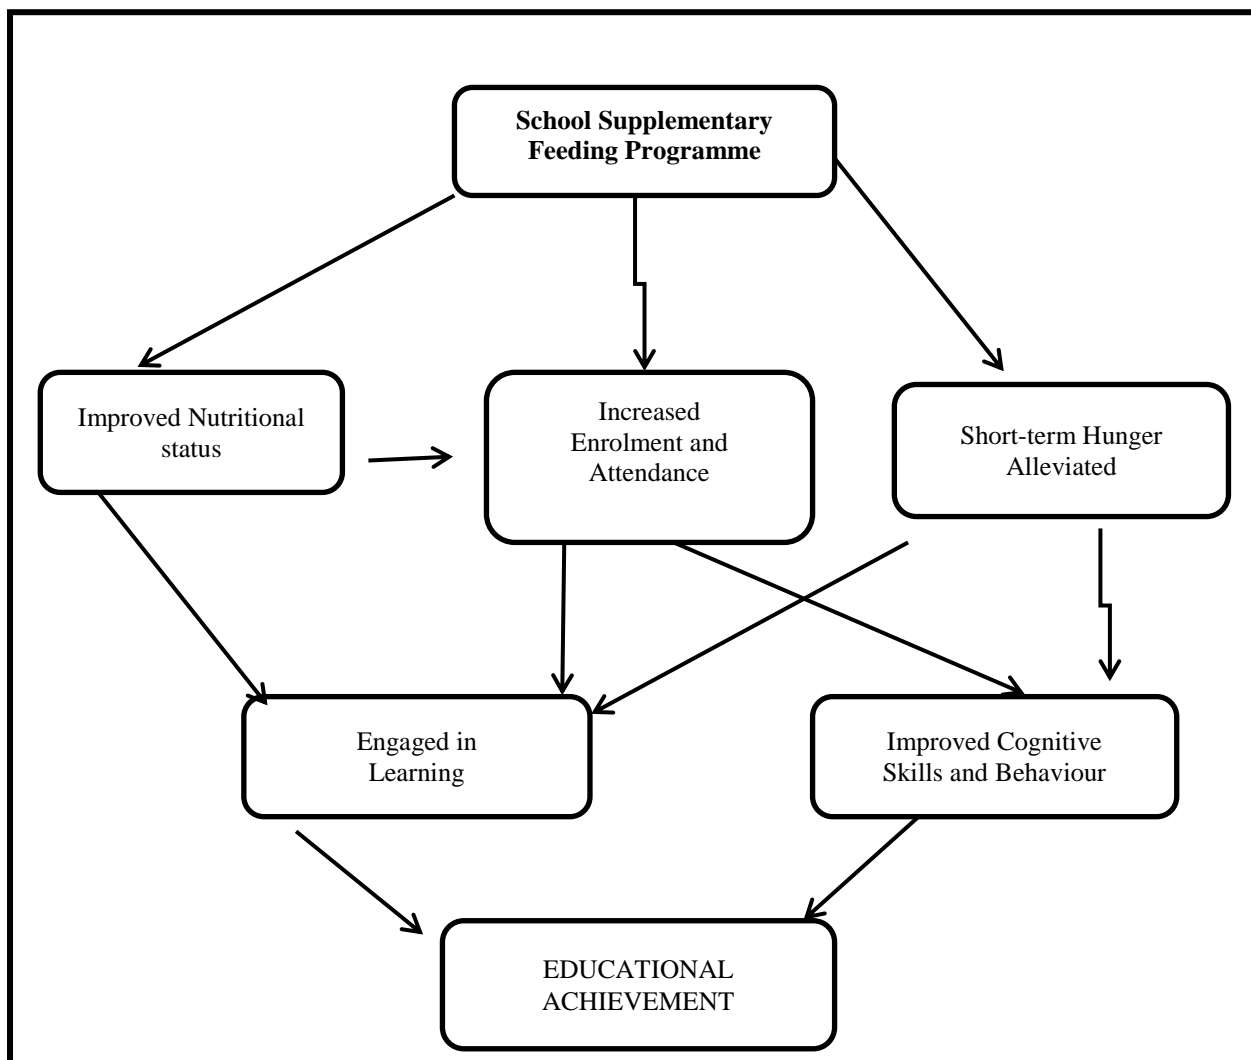 School Supplementary
Feeding Programme
Improved Nutritional
status
Increased
Enrolment and
Attendance
Short-term Hunger
Alleviated
Engaged in
Learning
Improved Cognitive
Skills and Behaviour
EDUCATIONAL
ACHIEVEMENT